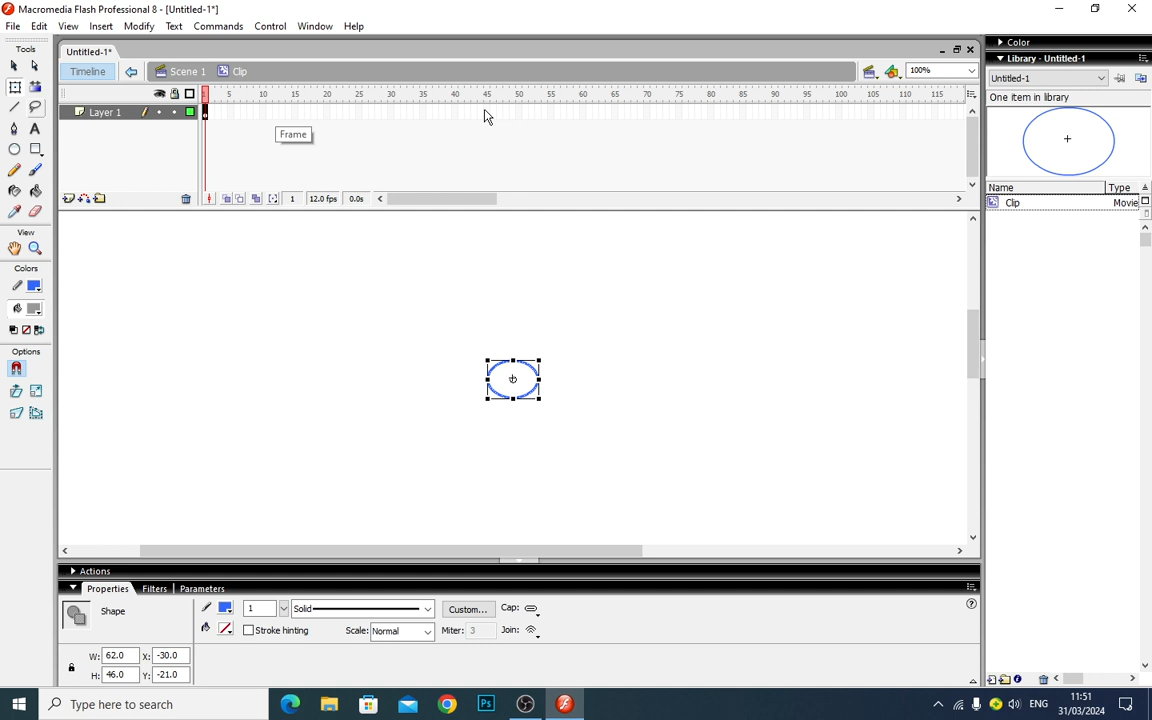 Macromedia Flash Professional 8 - [Untitled-1*]
File Edit View Insert Modify Text Commands Control Window Help
Tools
Untitled-1*
Timeline Scene 1 Clip 100%
1 5 10 15 20 25 30 35 40 45 50 55 60 65 70 75 80 85 90 95 100 105 110 115
Layer 1
Frame
1 12.0 fps 0.0s
View
Colors
Options
Color
Library - Untitled-1
Untitled-1
One item in library
Name Type
Clip Movie
Actions
Properties Filters Parameters
Shape
1 Solid Custom... Cap:
Stroke hinting Scale: Normal Miter: 3 Join:
W: 62.0 X: -30.0
H: 46.0 Y: -21.0
Type here to search
Ps
ENG
11:51
31/03/2024